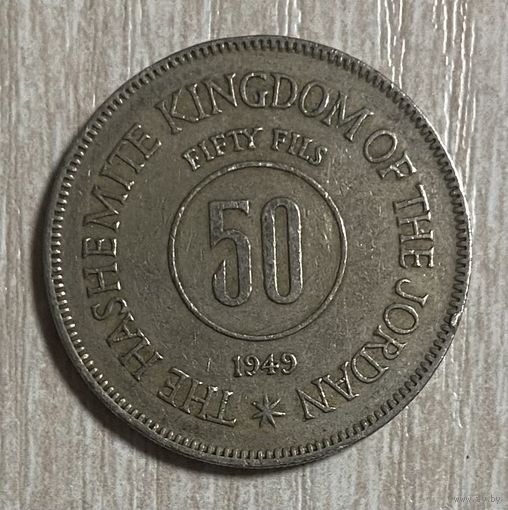 THE HASHEMITE KINGDOM OF THE JORDAN
FIFTY FILS
50
1949